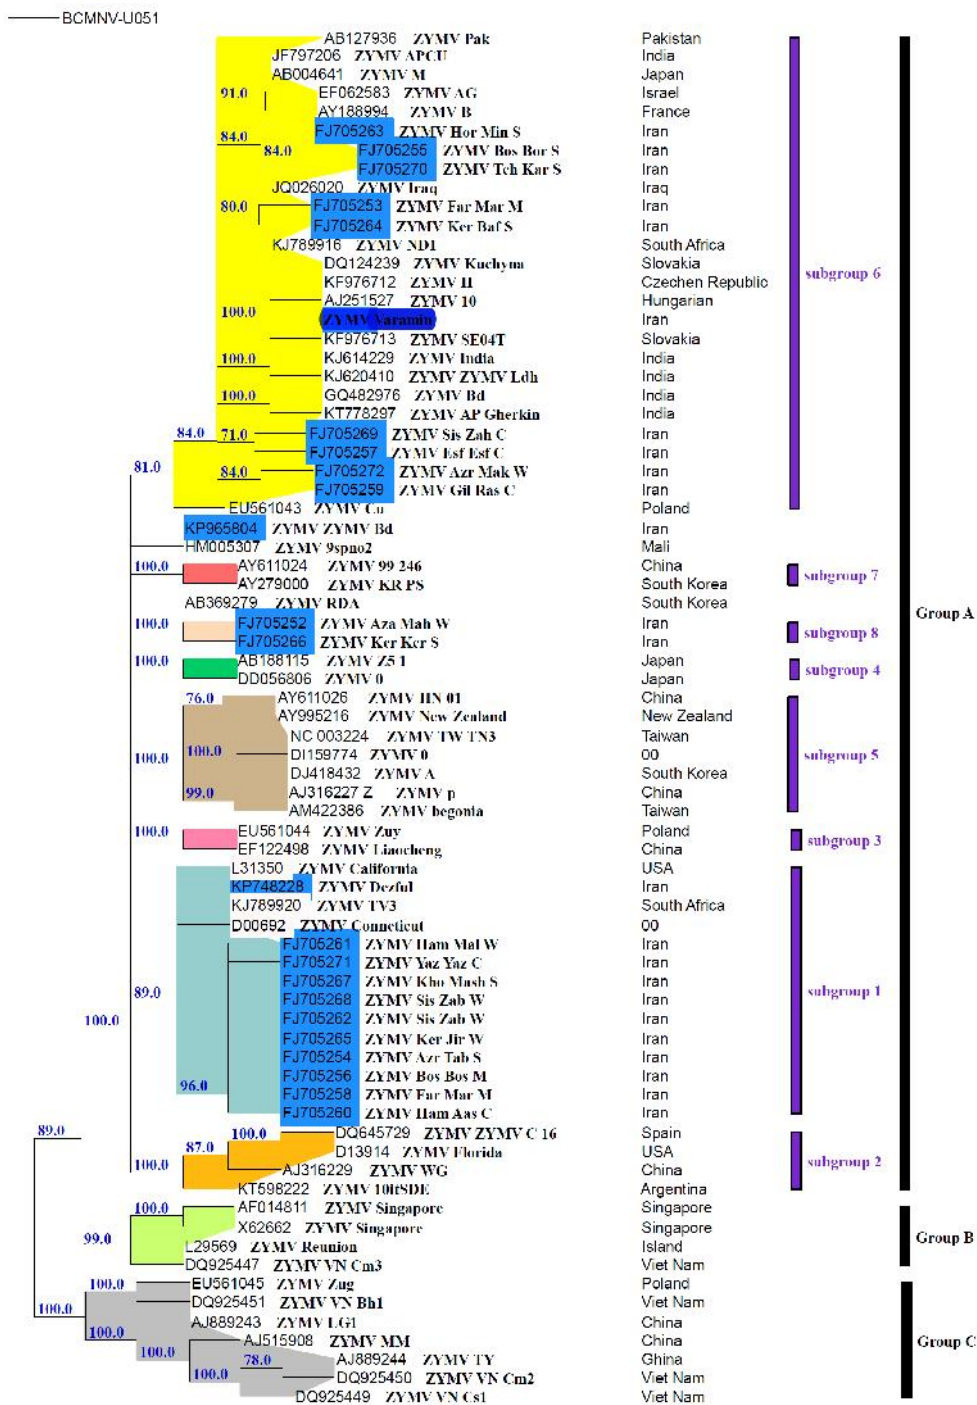 BCMNV-U051
AB127936 ZYMV Pak Pakistan
JF797206 ZYMV APCU India
AB004641 ZYMV M Japan
91.0 EF062583 ZYMV AG Israel
AY188994 ZYMV B France
84.0 FJ705263 ZYMV Hor Min S Iran
84.0 FJ705255 ZYMV Bos Bor S Iran
FJ705270 ZYMV Tch Kar S Iran
JQ026020 ZYMV Iraq Iraq
80.0 FJ705253 ZYMV Far Mar M Iran
FJ705264 ZYMV Ker Baf S Iran
KJ789916 ZYMV ND1 South Africa
DQ124239 ZYMV Kuchyna Slovakia
subgroup 6
KF976712 ZYMV H Czechen Republic
AJ251527 ZYMV 10 Hungarian
100.0 ZYMV Varamin Iran
KF976713 ZYMV SE04T Slovakia
100.0 KJ614229 ZYMV India India
KJ620410 ZYMV ZYMV Ldh India
100.0 GQ482976 ZYMV Bd India
KT778297 ZYMV AP Gherkin India
84.0 71.0 FJ705269 ZYMV Sis Zah C Iran
FJ705257 ZYMV Esf Esf C Iran
81.0 84.0 FJ705272 ZYMV Azr Mak W Iran
FJ705259 ZYMV Gil Ras C Iran
EU561043 ZYMV Cu Poland
KP965804 ZYMV ZYMV Bd Iran
HM005307 ZYMV 9spno2 Mali
100.0 AY611024 ZYMV 99 246 China
subgroup 7
AY279000 ZYMV KR PS South Korea
AB369279 ZYMV RDA South Korea
Group A
100.0 FJ705252 ZYMV Aza Mah W Iran
subgroup 8
FJ705266 ZYMV Ker Ker S Iran
100.0 AB188115 ZYMV Z5 1 Japan
subgroup 4
DD056806 ZYMV 0 Japan
76.0 AY611026 ZYMV HN 01 China
AY995216 ZYMV New Zealand New Zealand
NC 003224 ZYMV TW TN3 Taiwan
100.0 100.0 DI159774 ZYMV 0 00 subgroup 5
DJ418432 ZYMV A South Korea
99.0 AJ316227 Z ZYMV p China
AM422386 ZYMV begonia Taiwan
100.0 EU561044 ZYMV Zuy Poland
subgroup 3
EF122498 ZYMV Liaocheng China
L31350 ZYMV California USA
KP748228 ZYMV Dezful Iran
KJ789920 ZYMV TV3 South Africa
D00692 ZYMV Conneticut 00
FJ705261 ZYMV Ham Mal W Iran
FJ705271 ZYMV Yaz Yaz C Iran
FJ705267 ZYMV Kho Mash S Iran
89.0 subgroup 1
FJ705268 ZYMV Sis Zab W Iran
100.0 FJ705262 ZYMV Sis Zab W Iran
FJ705265 ZYMV Ker Jir W Iran
FJ705254 ZYMV Azr Tab S Iran
FJ705256 ZYMV Bos Bos M Iran
96.0 FJ705258 ZYMV Far Mar M Iran
FJ705260 ZYMV Ham Aas C Iran
89.0 100.0 DQ645729 ZYMV ZYMV C 16 Spain
87.0 D13914 ZYMV Florida USA
subgroup 2
100.0 AJ316229 ZYMV WG China
KT598222 ZYMV 10ItSDE Argentina
100.0 AF014811 ZYMV Singapore Singapore
X62662 ZYMV Singapore Singapore
99.0 Group B
L29569 ZYMV Reunion Island
DQ925447 ZYMV VN Cm3 Viet Nam
100.0 EU561045 ZYMV Zug Poland
100.0 DQ925451 ZYMV VN Bh1 Viet Nam
AJ889243 ZYMV LG1 China
100.0 AJ515908 ZYMV MM China
Group C
100.0 78.0 AJ889244 ZYMV TY Ghina
100.0 DQ925450 ZYMV VN Cm2 Viet Nam
DQ925449 ZYMV VN Cs1 Viet Nam